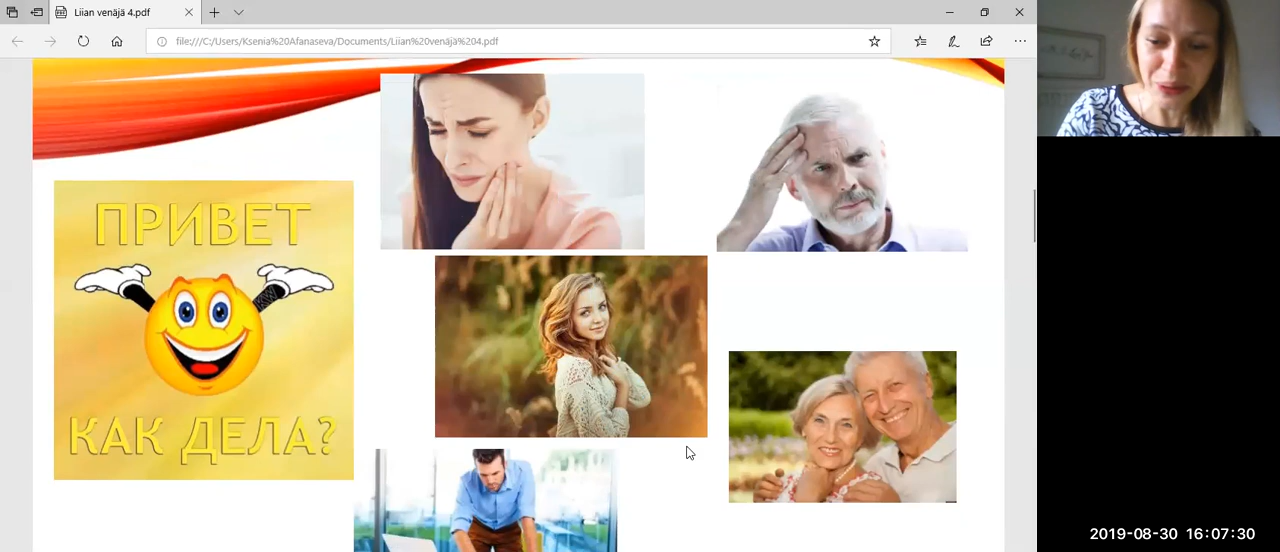 Liian venäjä 4.pdf
file:///C:/Users/Ksenia%20Afanaseva/Documents/Liian%20venäjä%204.pdf
ПРИВЕТ
КАК ДЕЛА?
2019-08-30 16:07:30